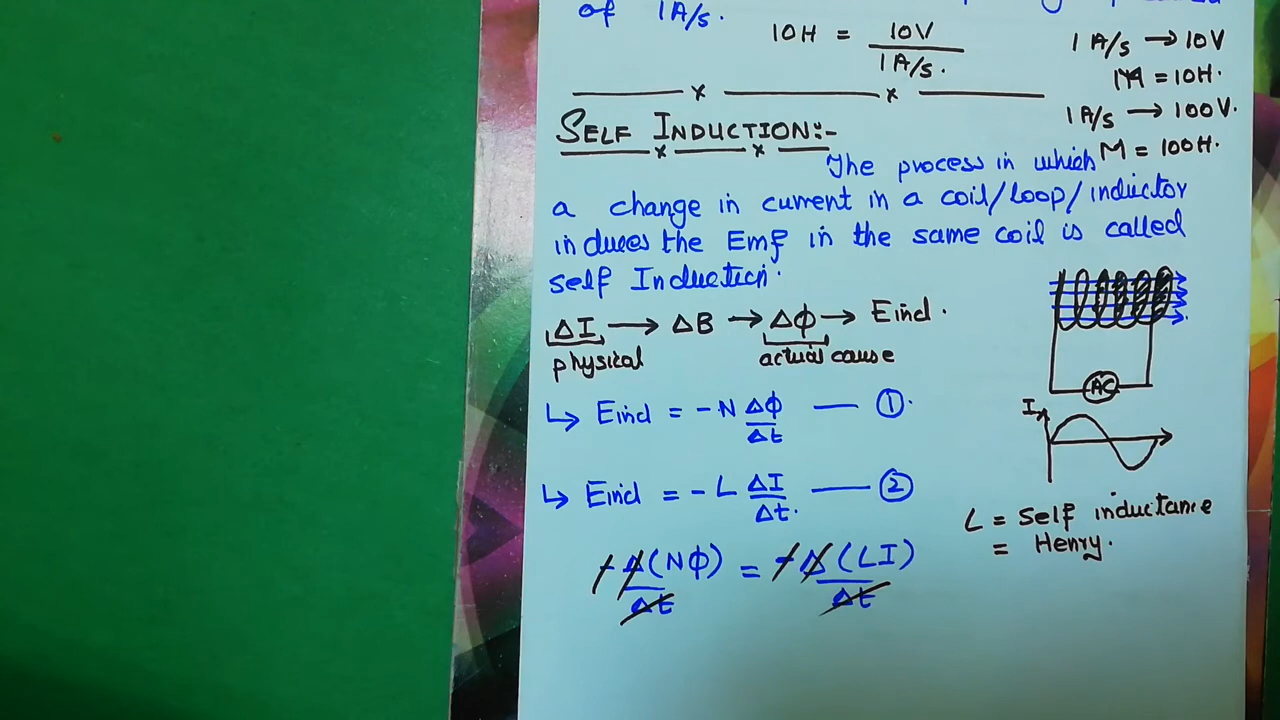 of 1A/s.
10H = 10V / 1A/s.
1 A/s → 10V
M = 10H.
1A/s → 100V.
M = 100H.
SELF INDUCTION:-
The process in which
a change in current in a coil/loop/inductor
induces the Emf in the same coil is called
self Induction.
ΔI → ΔB → Δϕ → Eind.
physical actual cause
↳ Eind = -N Δϕ/Δt — ①.
↳ Eind = -L ΔI/Δt. — ②
-Δ(Nϕ)/Δt = -Δ(LI)/Δt
AC
I
L = Self inductance
= Henry.